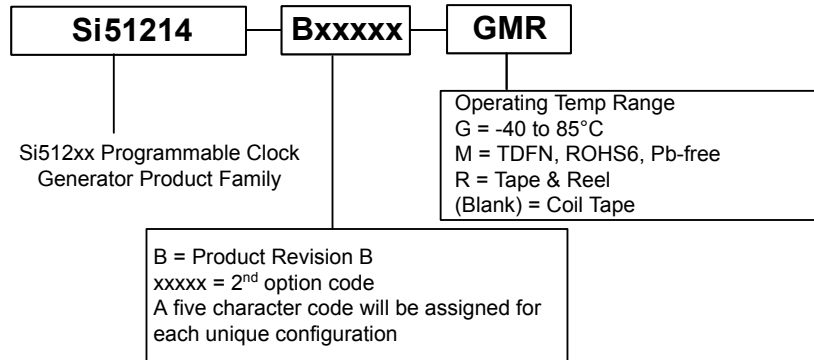 Si51214
Bxxxxx
GMR
Operating Temp Range
G = -40 to 85°C
M = TDFN, ROHS6, Pb-free
R = Tape & Reel
(Blank) = Coil Tape
Si512xx Programmable Clock
Generator Product Family
B = Product Revision B
xxxxx = 2nd option code
A five character code will be assigned for
each unique configuration